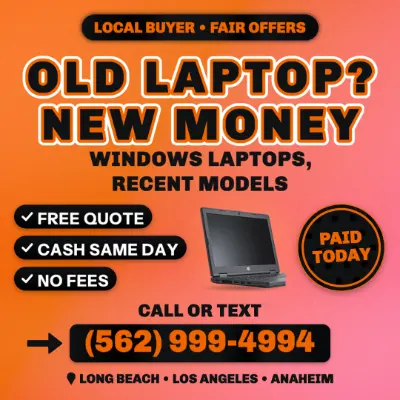 LOCAL BUYER • FAIR OFFERS
OLD LAPTOP?
NEW MONEY
WINDOWS LAPTOPS,
RECENT MODELS
FREE QUOTE
CASH SAME DAY
NO FEES
PAID
TODAY
CALL OR TEXT
(562) 999-4994
LONG BEACH • LOS ANGELES • ANAHEIM